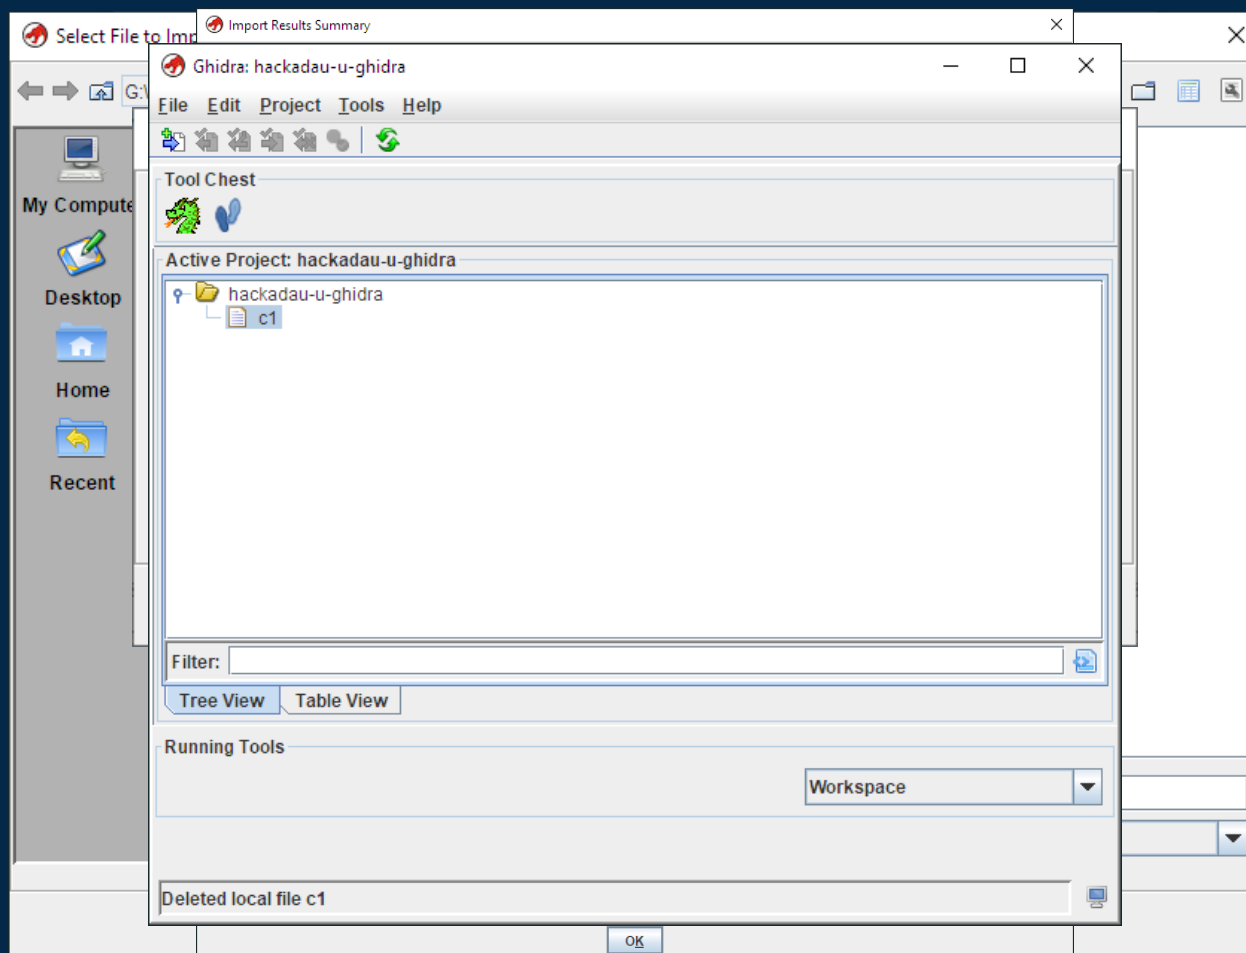 Select File to Imp
Import Results Summary
Ghidra: hackadau-u-ghidra
G:\
File Edit Project Tools Help
Tool Chest
My Compute
Active Project: hackadau-u-ghidra
hackadau-u-ghidra
c1
Desktop
Home
Recent
Filter:
Tree View Table View
Running Tools
Workspace
Deleted local file c1
OK